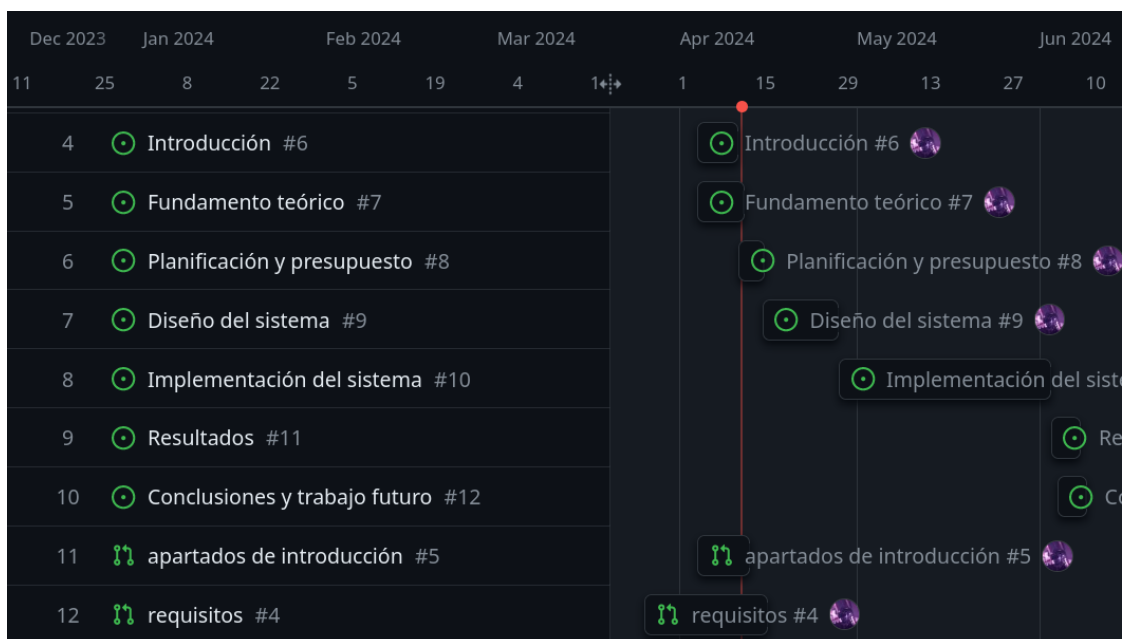 Dec 2023 Jan 2024 Feb 2024 Mar 2024 Apr 2024 May 2024 Jun 2024
11 25 8 22 5 19 4 1 1 15 29 13 27 10
4 Introducción #6 Introducción #6
5 Fundamento teórico #7 Fundamento teórico #7
6 Planificación y presupuesto #8 Planificación y presupuesto #8
7 Diseño del sistema #9 Diseño del sistema #9
8 Implementación del sistema #10 Implementación del siste
9 Resultados #11 Re
10 Conclusiones y trabajo futuro #12 Co
11 apartados de introducción #5 apartados de introducción #5
12 requisitos #4 requisitos #4